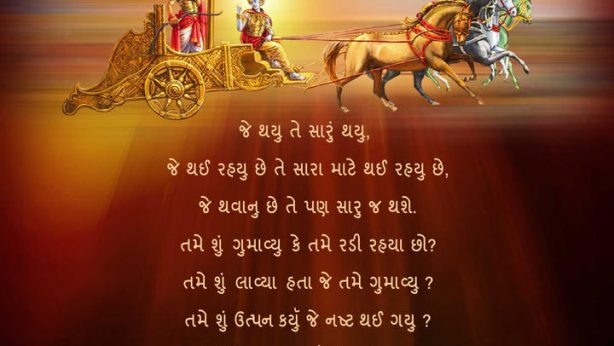 જે થયુ તે સારું થયુ,
જે થઈ રહ્યુ છે તે સારા માટે થઈ રહ્યુ છે,
જે થવાનુ છે તે પણ સારુ જ થશે.
તમે શું ગુમાવ્યુ કે તમે રડી રહ્યા છો?
તમે શું લાવ્યા હતા જે તમે ગુમાવ્યુ ?
તમે શું ઉત્પન કર્યું જે નષ્ટ થઈ ગયુ ?